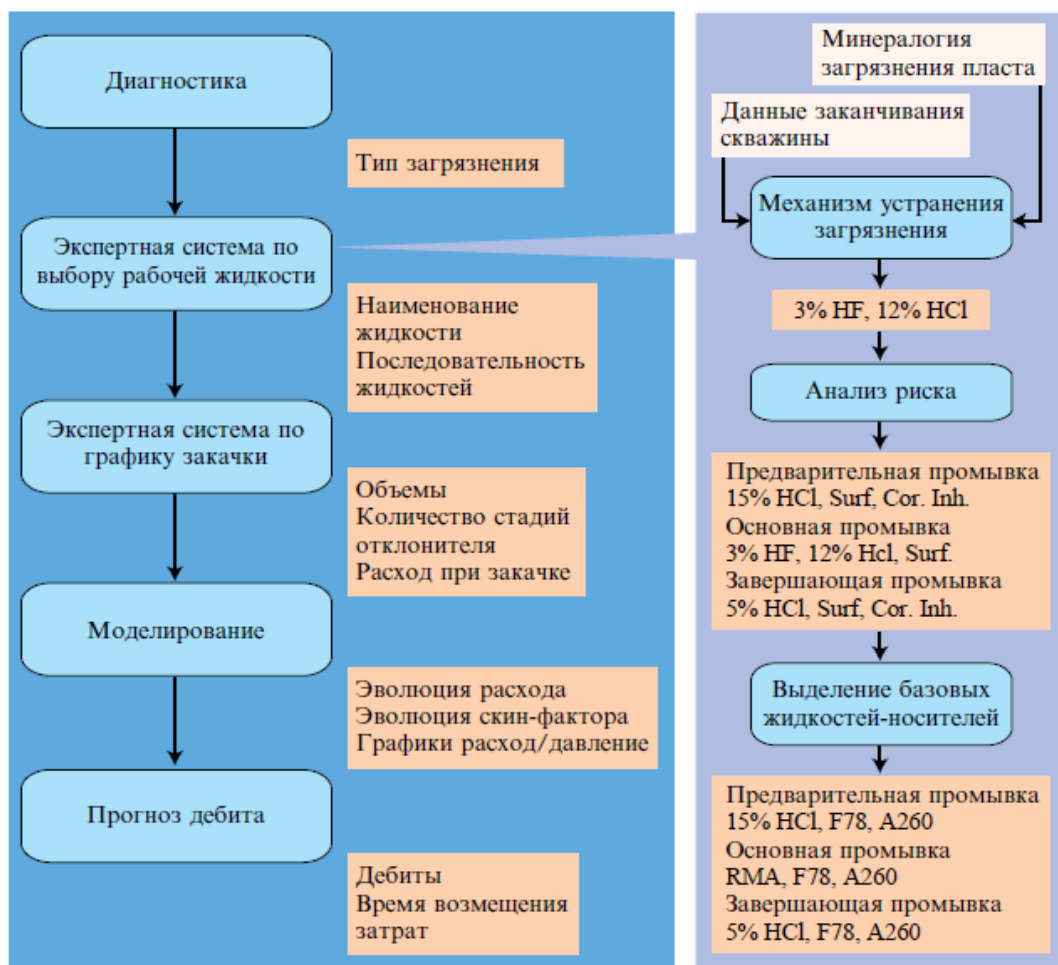 Диагностика
Тип загрязнения
Экспертная система по
выбору рабочей жидкости
Наименование
жидкости
Последовательность
жидкостей
Экспертная система по
графику закачки
Объемы
Количество стадий
отклонителя
Расход при закачке
Моделирование
Эволюция расхода
Эволюция скин-фактора
Графики расход/давление
Прогноз дебита
Дебиты
Время возмещения
затрат
Минералогия
загрязнения пласта
Данные заканчивания
скважины
Механизм устранения
загрязнения
3% HF, 12% HCl
Анализ риска
Предварительная промывка
15% HCl, Surf, Cor. Inh.
Основная промывка
3% HF, 12% Hcl, Surf.
Завершающая промывка
5% HCl, Surf, Cor. Inh.
Выделение базовых
жидкостей-носителей
Предварительная промывка
15% HCl, F78, A260
Основная промывка
RMA, F78, A260
Завершающая промывка
5% HCl, F78, A260